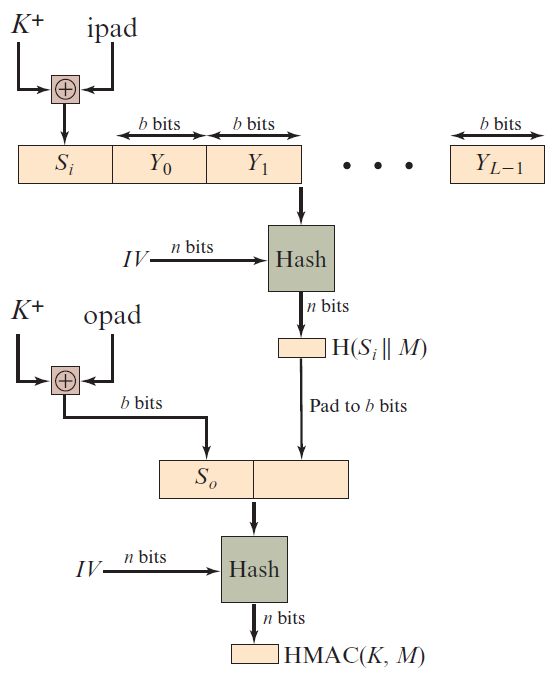 K+ ipad
⊕
b bits b bits b bits
Sᵢ Y₀ Y₁ • • • Y_{L−1}
IV n bits Hash
n bits
K+ opad
H(Sᵢ ‖ M)
⊕
b bits Pad to b bits
Sₒ
IV n bits Hash
n bits
HMAC(K, M)